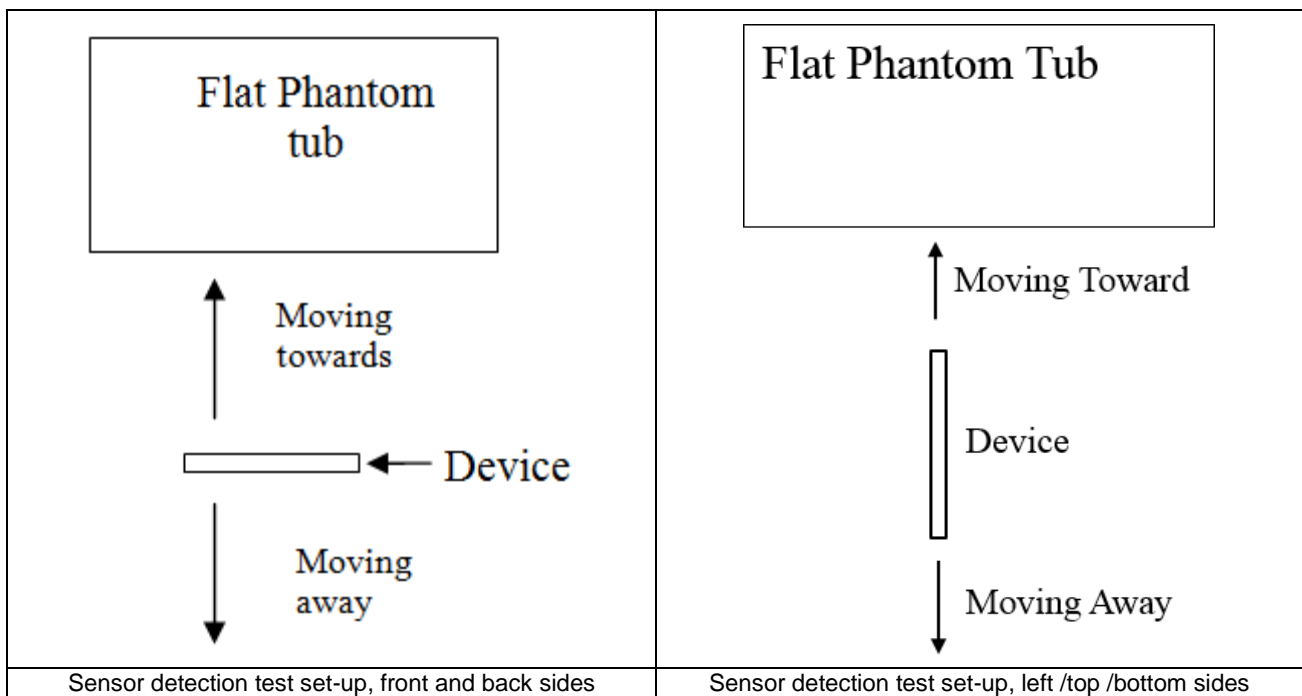 Flat Phantom
tub
Moving
towards
Device
Moving
away
Sensor detection test set-up, front and back sides
Flat Phantom Tub
Moving Toward
Device
Moving Away
Sensor detection test set-up, left /top /bottom sides